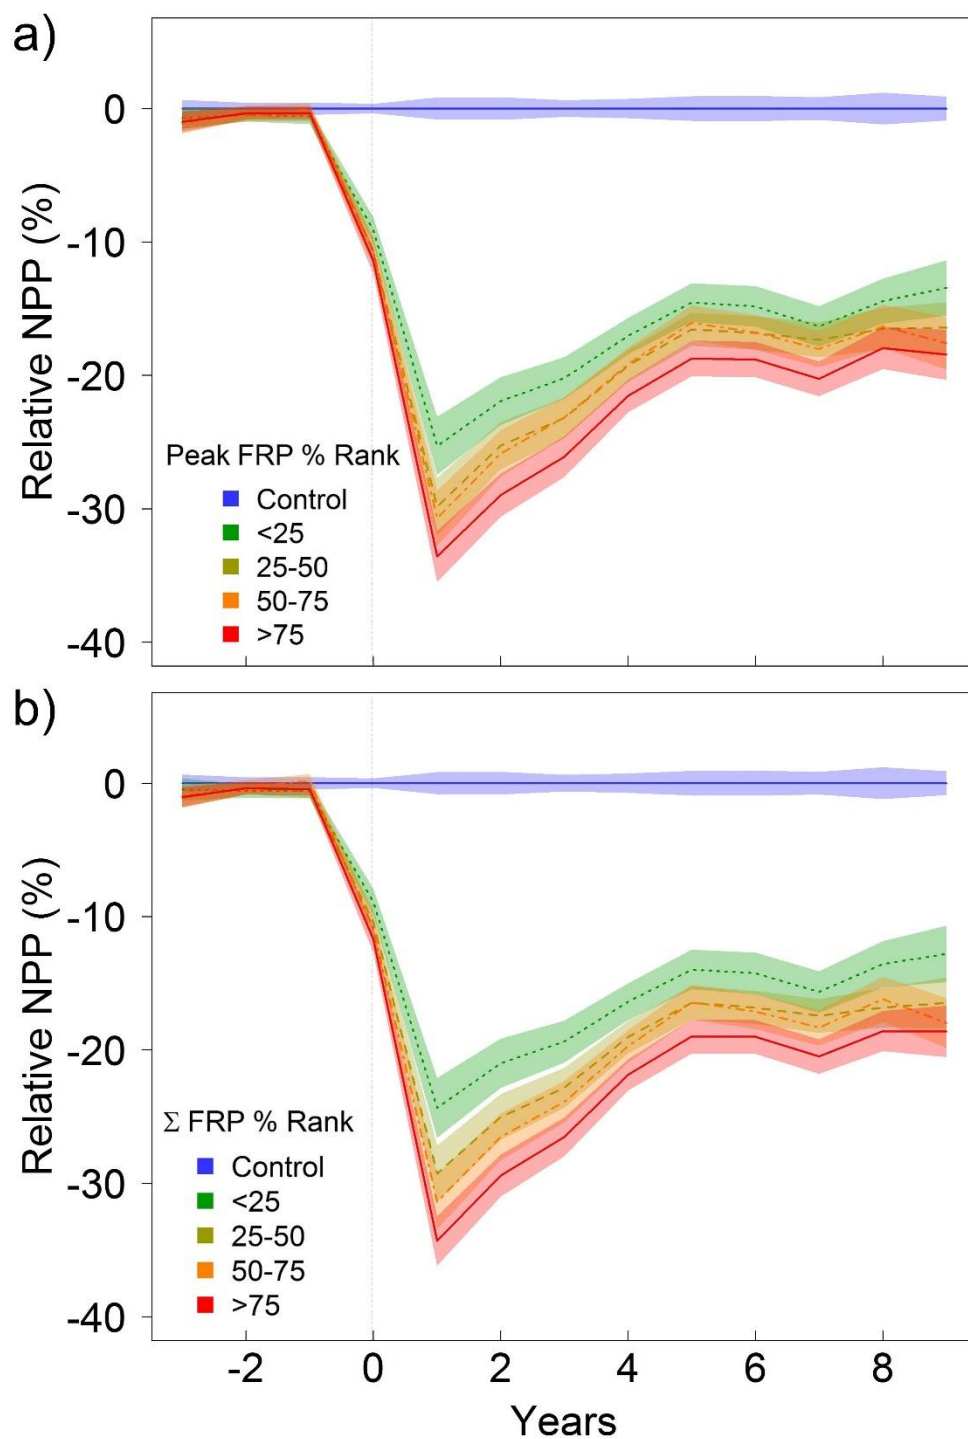 a)
0
-10
-20
-30
-40
Relative NPP (%)
Peak FRP % Rank
Control
<25
25-50
50-75
>75
b)
0
-10
-20
-30
-40
Relative NPP (%)
Σ FRP % Rank
Control
<25
25-50
50-75
>75
-2 0 2 4 6 8
Years